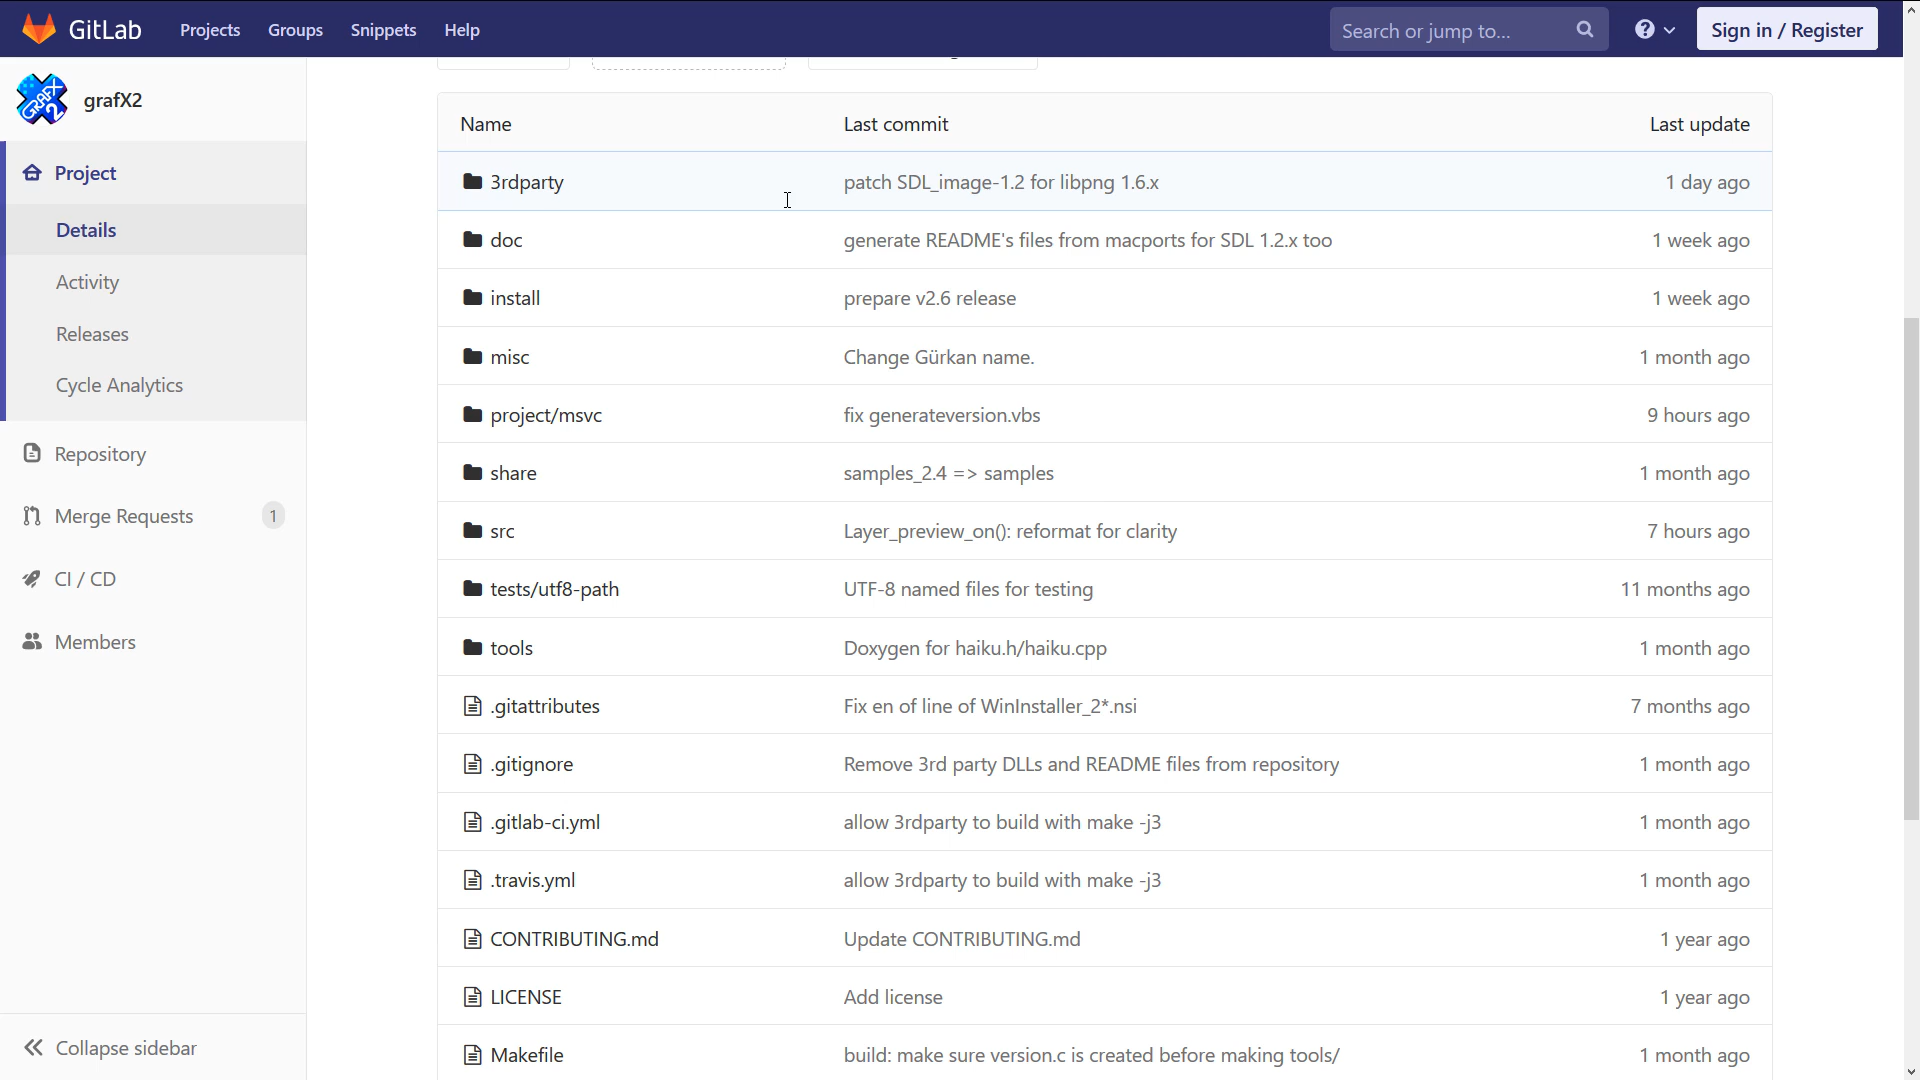 GitLab Projects Groups Snippets Help Search or jump to... Sign in / Register
grafX2
Project
Details
Activity
Releases
Cycle Analytics
Repository
Merge Requests 1
CI / CD
Members
Collapse sidebar
Name Last commit Last update
3rdparty patch SDL_image-1.2 for libpng 1.6.x 1 day ago
doc generate README's files from macports for SDL 1.2.x too 1 week ago
install prepare v2.6 release 1 week ago
misc Change Gürkan name. 1 month ago
project/msvc fix generateversion.vbs 9 hours ago
share samples_2.4 => samples 1 month ago
src Layer_preview_on(): reformat for clarity 7 hours ago
tests/utf8-path UTF-8 named files for testing 11 months ago
tools Doxygen for haiku.h/haiku.cpp 1 month ago
.gitattributes Fix en of line of WinInstaller_2*.nsi 7 months ago
.gitignore Remove 3rd party DLLs and README files from repository 1 month ago
.gitlab-ci.yml allow 3rdparty to build with make -j3 1 month ago
.travis.yml allow 3rdparty to build with make -j3 1 month ago
CONTRIBUTING.md Update CONTRIBUTING.md 1 year ago
LICENSE Add license 1 year ago
Makefile build: make sure version.c is created before making tools/ 1 month ago